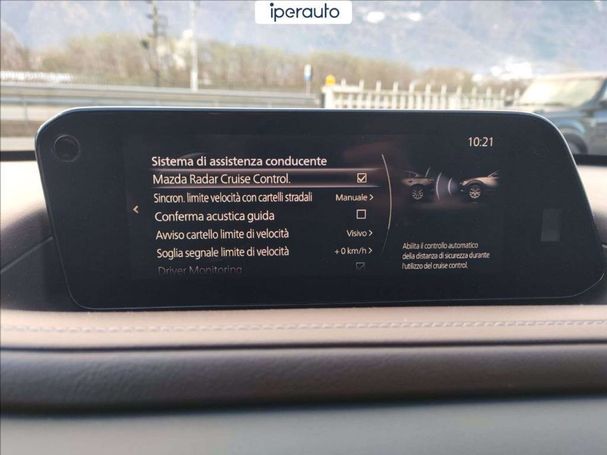 iperauto
10:21
Sistema di assistenza conducente
Mazda Radar Cruise Control.
Sincron. limite velocità con cartelli stradali Manuale >
Conferma acustica guida
Avviso cartello limite di velocità Visivo >
Soglia segnale limite di velocità + 0 km/h >
Driver Monitoring
Abilita il controllo automatico
della distanza di sicurezza durante
l'utilizzo del cruise control.